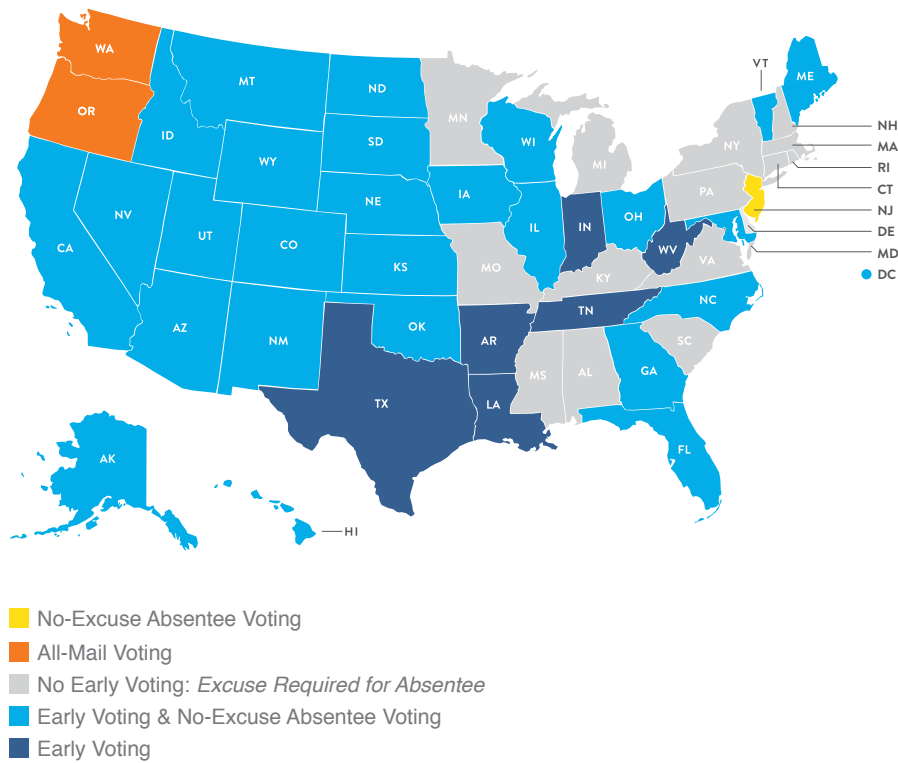 WA
OR
MT
ID
WY
ND
SD
NE
NV
UT
CO
CA
AZ
NM
KS
OK
TX
MN
WI
IA
IL
MO
AR
LA
MI
IN
OH
KY
TN
MS
AL
GA
FL
SC
NC
VA
WV
PA
NY
VT
ME
NH
MA
RI
CT
NJ
DE
MD
DC
AK
HI
No-Excuse Absentee Voting
All-Mail Voting
No Early Voting: Excuse Required for Absentee
Early Voting & No-Excuse Absentee Voting
Early Voting